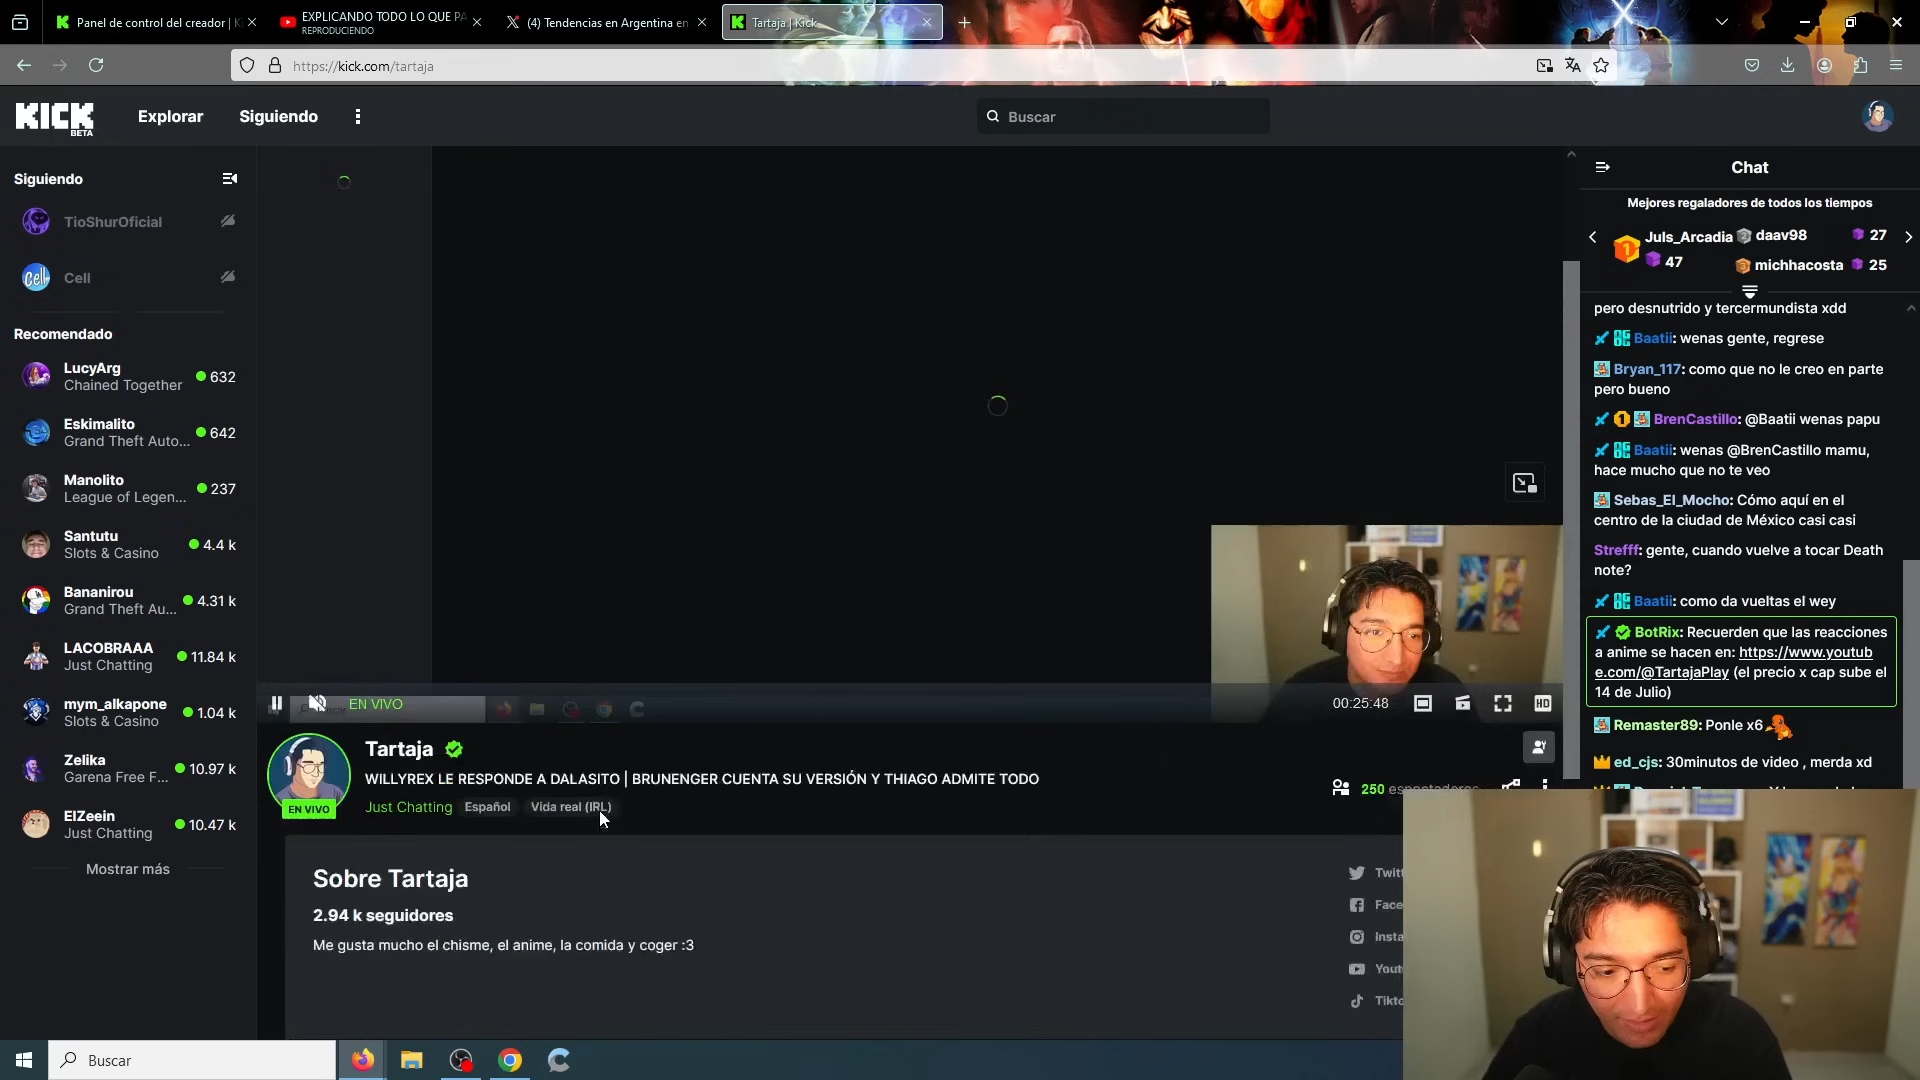 Panel de control del creador | K
EXPLICANDO TODO LO QUE PA
REPRODUCIENDO
(4) Tendencias en Argentina en
Tartaja | Kick
https://kick.com/tartaja
KICK
BETA
Explorar
Siguiendo
Buscar
Siguiendo
TioShurOficial
Cell
Recomendado
LucyArg
Chained Together
632
Eskimalito
Grand Theft Auto...
642
Manolito
League of Legen...
237
Santutu
Slots & Casino
4.4 k
Bananirou
Grand Theft Au...
4.31 k
LACOBRAAA
Just Chatting
11.84 k
mym_alkapone
Slots & Casino
1.04 k
Zelika
Garena Free F...
10.97 k
ElZeein
Just Chatting
10.47 k
Mostrar más
EN VIVO
00:25:48
HD
Tartaja
WILLYREX LE RESPONDE A DALASITO | BRUNENGER CUENTA SU VERSIÓN Y THIAGO ADMITE TODO
EN VIVO
Just Chatting
Español
Vida real (IRL)
250 espectadores
Sobre Tartaja
2.94 k seguidores
Me gusta mucho el chisme, el anime, la comida y coger :3
Twitt
Face
Insta
Yout
Tikto
Chat
Mejores regaladores de todos los tiempos
1
Juls_Arcadia
47
2
daav98
27
3
michhacosta
25
pero desnutrido y tercermundista xdd
Baatii: wenas gente, regrese
Bryan_117: como que no le creo en parte
pero bueno
BrenCastillo: @Baatii wenas papu
Baatii: wenas @BrenCastillo mamu,
hace mucho que no te veo
Sebas_El_Mocho: Cómo aquí en el
centro de la ciudad de México casi casi
Strefff: gente, cuando vuelve a tocar Death
note?
Baatii: como da vueltas el wey
BotRix: Recuerden que las reacciones
a anime se hacen en: https://www.youtub
e.com/@TartajaPlay (el precio x cap sube el
14 de Julio)
Remaster89: Ponle x6
ed_cjs: 30minutos de video , merda xd
Buscar